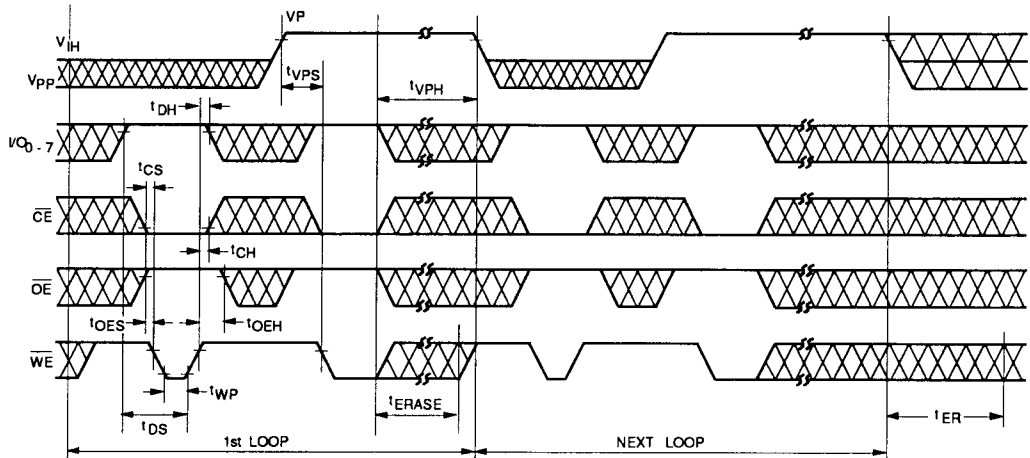 VP
VIH
VPP
tVPS
tVPH
tDH
I/O0 - 7
tCS
CE
tCH
OE
tOES
tOEH
WE
tWP
tDS
tERASE
tER
1st LOOP
NEXT LOOP